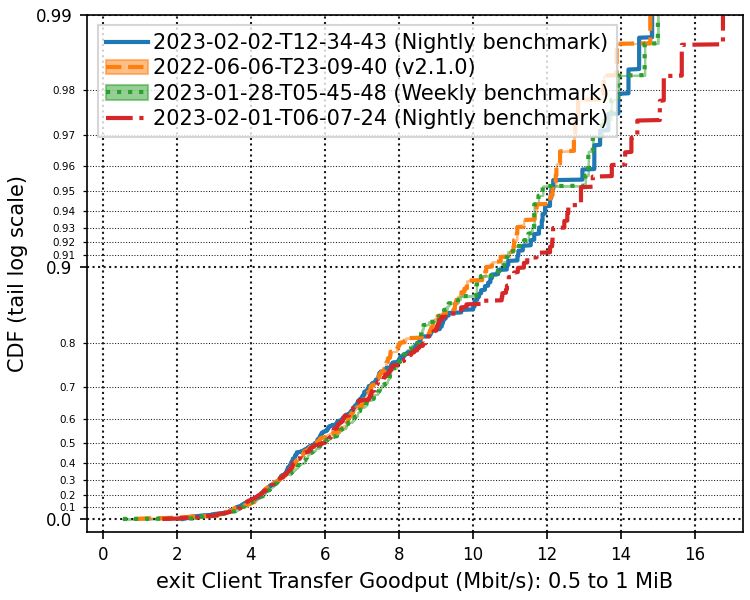 0.99
2023-02-02-T12-34-43 (Nightly benchmark)
2022-06-06-T23-09-40 (v2.1.0)
2023-01-28-T05-45-48 (Weekly benchmark)
2023-02-01-T06-07-24 (Nightly benchmark)
0.98
0.97
0.96
0.95
0.94
0.93
0.92
0.91
0.9
0.8
0.7
0.6
0.5
0.4
0.3
0.2
0.1
0.0
CDF (tail log scale)
0 2 4 6 8 10 12 14 16
exit Client Transfer Goodput (Mbit/s): 0.5 to 1 MiB